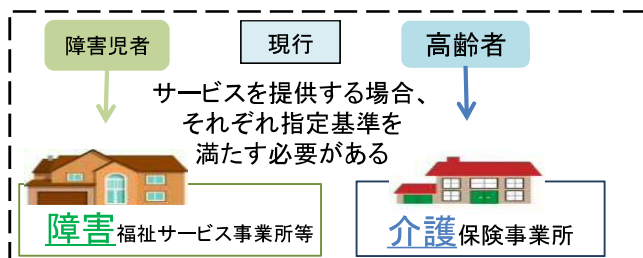 障害児者
現行
高齢者
サービスを提供する場合、
それぞれ指定基準を
満たす必要がある
障害福祉サービス事業所等
介護保険事業所